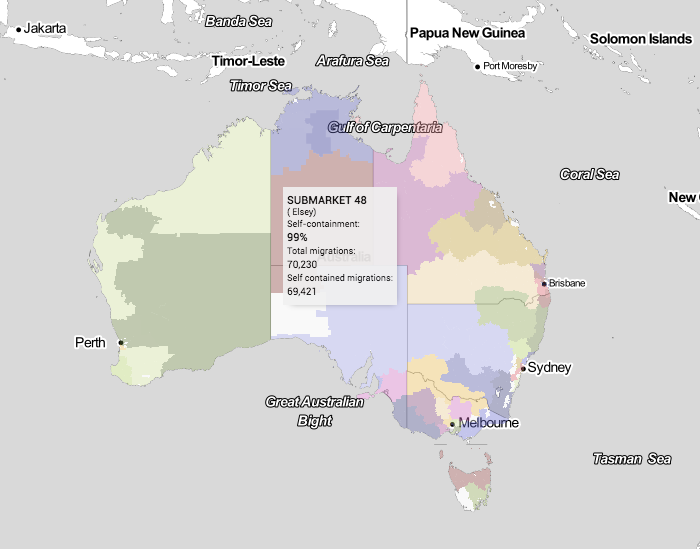 Banda Sea
Jakarta
Papua New Guinea
Solomon Islands
Timor-Leste
Arafura Sea
Port Moresby
Timor Sea
Gulf of Carpentaria
Coral Sea
New
SUBMARKET 48
( Elsey)
Self-containment:
99%
Total migrations:
70,230
Self contained migrations:
69,421
Brisbane
Perth
Sydney
Great Australian
Bight
Melbourne
Tasman Sea